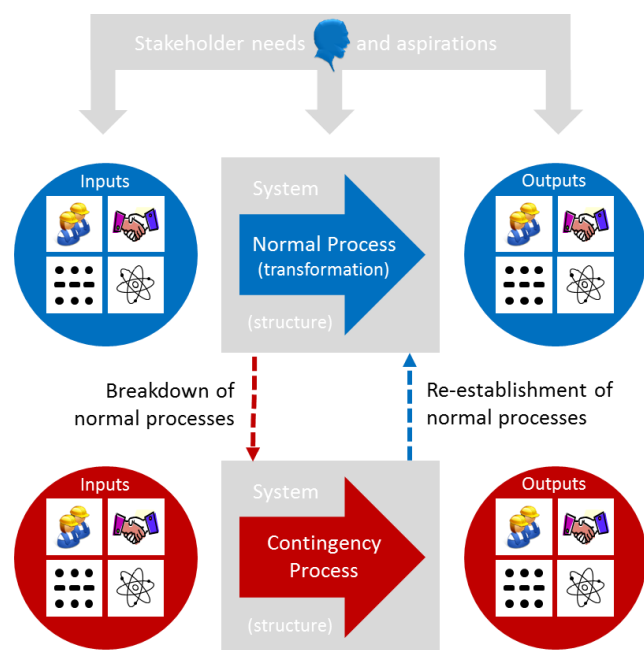 Stakeholder needs and aspirations
Inputs
System
Normal Process
(transformation)
(structure)
Outputs
Breakdown of
normal processes
Re-establishment of
normal processes
Inputs
System
Contingency
Process
(structure)
Outputs